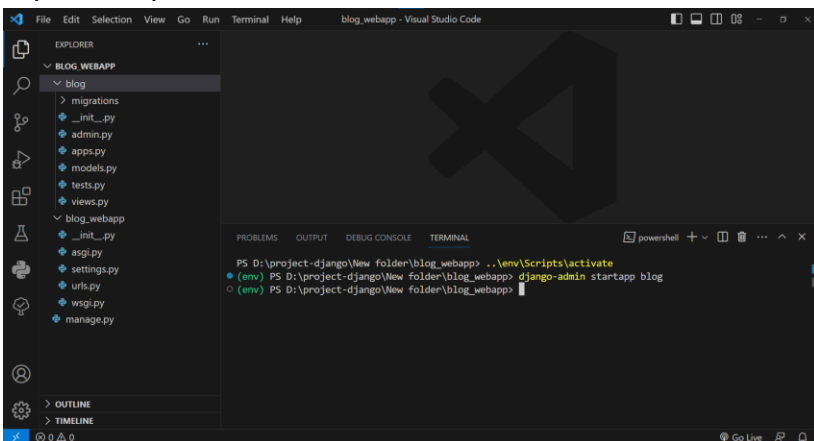 File Edit Selection View Go Run Terminal Help blog_webapp - Visual Studio Code
EXPLORER
BLOG_WEBAPP
blog
migrations
__init__.py
admin.py
apps.py
models.py
tests.py
views.py
blog_webapp
__init__.py
asgi.py
settings.py
urls.py
wsgi.py
manage.py
OUTLINE
TIMELINE
PROBLEMS OUTPUT DEBUG CONSOLE TERMINAL powershell
PS D:\project-django\New folder\blog_webapp> ..\env\Scripts\activate
(env) PS D:\project-django\New folder\blog_webapp> django-admin startapp blog
(env) PS D:\project-django\New folder\blog_webapp>
0 0 Go Live